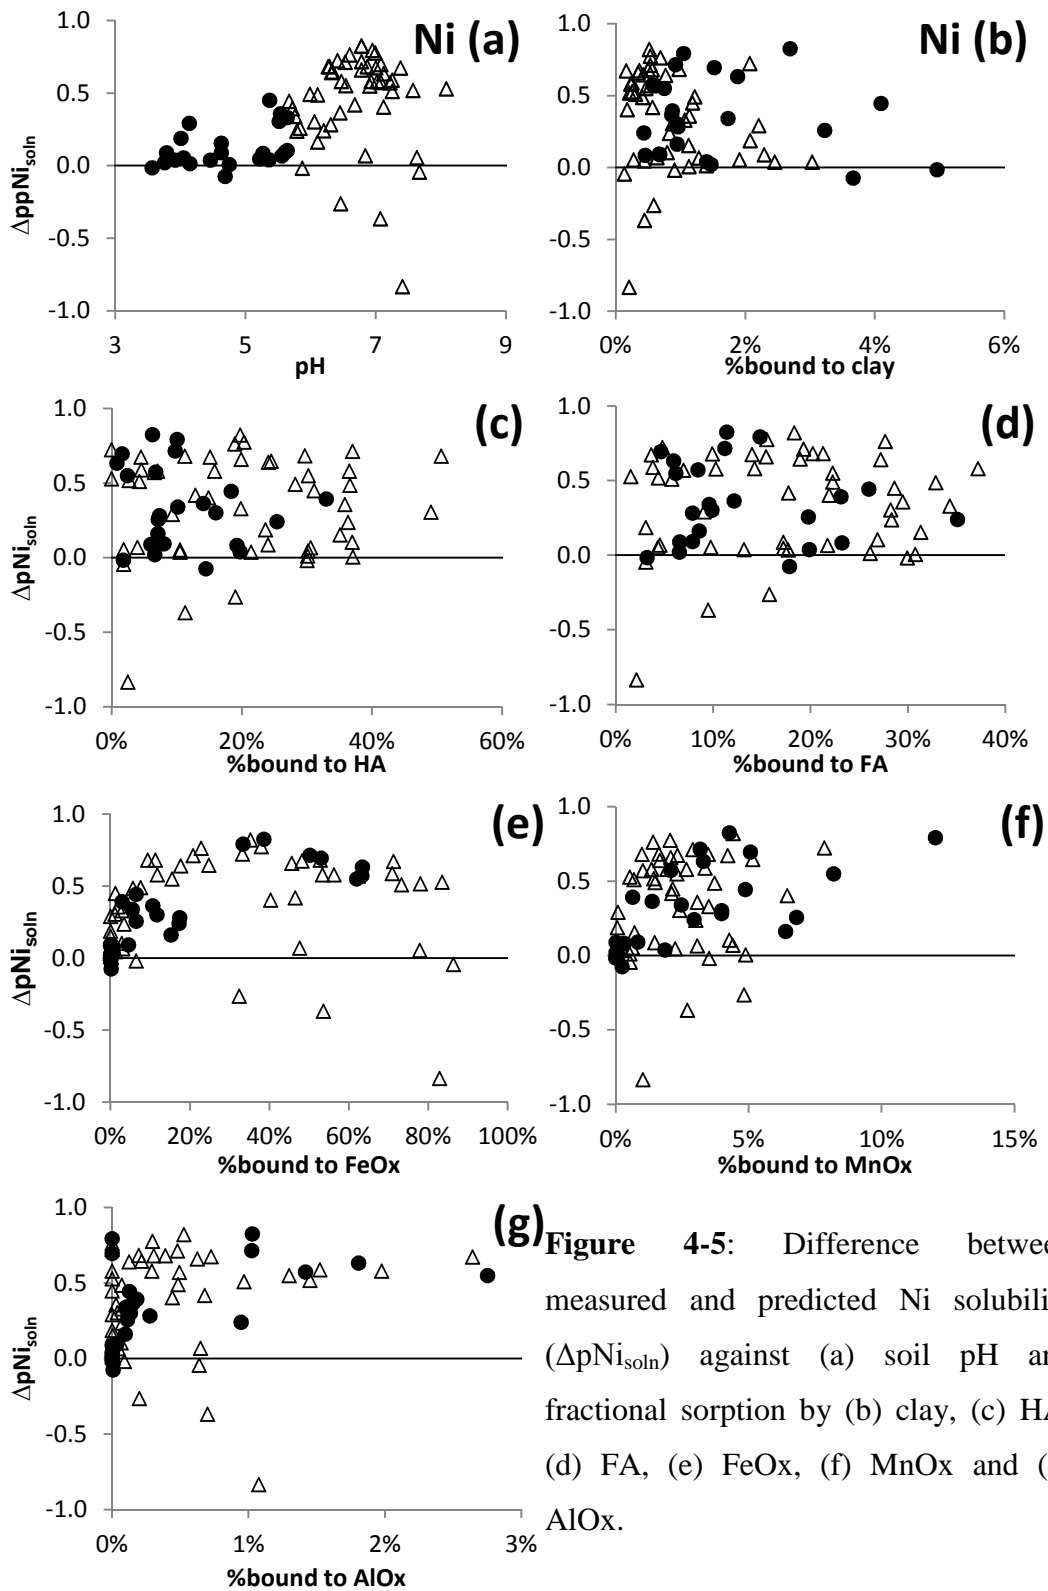 Ni (a)
1.0
0.5
0.0
-0.5
-1.0
ΔppNisoln
3 5 7 9
pH
Ni (b)
1.0
0.5
0.0
-0.5
-1.0
0% 2% 4% 6%
%bound to clay
(c)
1.0
0.5
0.0
-0.5
-1.0
ΔpNisoln
0% 20% 40% 60%
%bound to HA
(d)
1.0
0.5
0.0
-0.5
-1.0
0% 10% 20% 30% 40%
%bound to FA
(e)
1.0
0.5
0.0
-0.5
-1.0
ΔpNisoln
0% 20% 40% 60% 80% 100%
%bound to FeOx
(f)
1.0
0.5
0.0
-0.5
-1.0
0% 5% 10% 15%
%bound to MnOx
(g)
1.0
0.5
0.0
-0.5
-1.0
ΔpNisoln
0% 1% 2% 3%
%bound to AlOx
Figure 4-5: Difference between
measured and predicted Ni solubili
(ΔpNisoln) against (a) soil pH an
fractional sorption by (b) clay, (c) HA
(d) FA, (e) FeOx, (f) MnOx and (
AlOx.